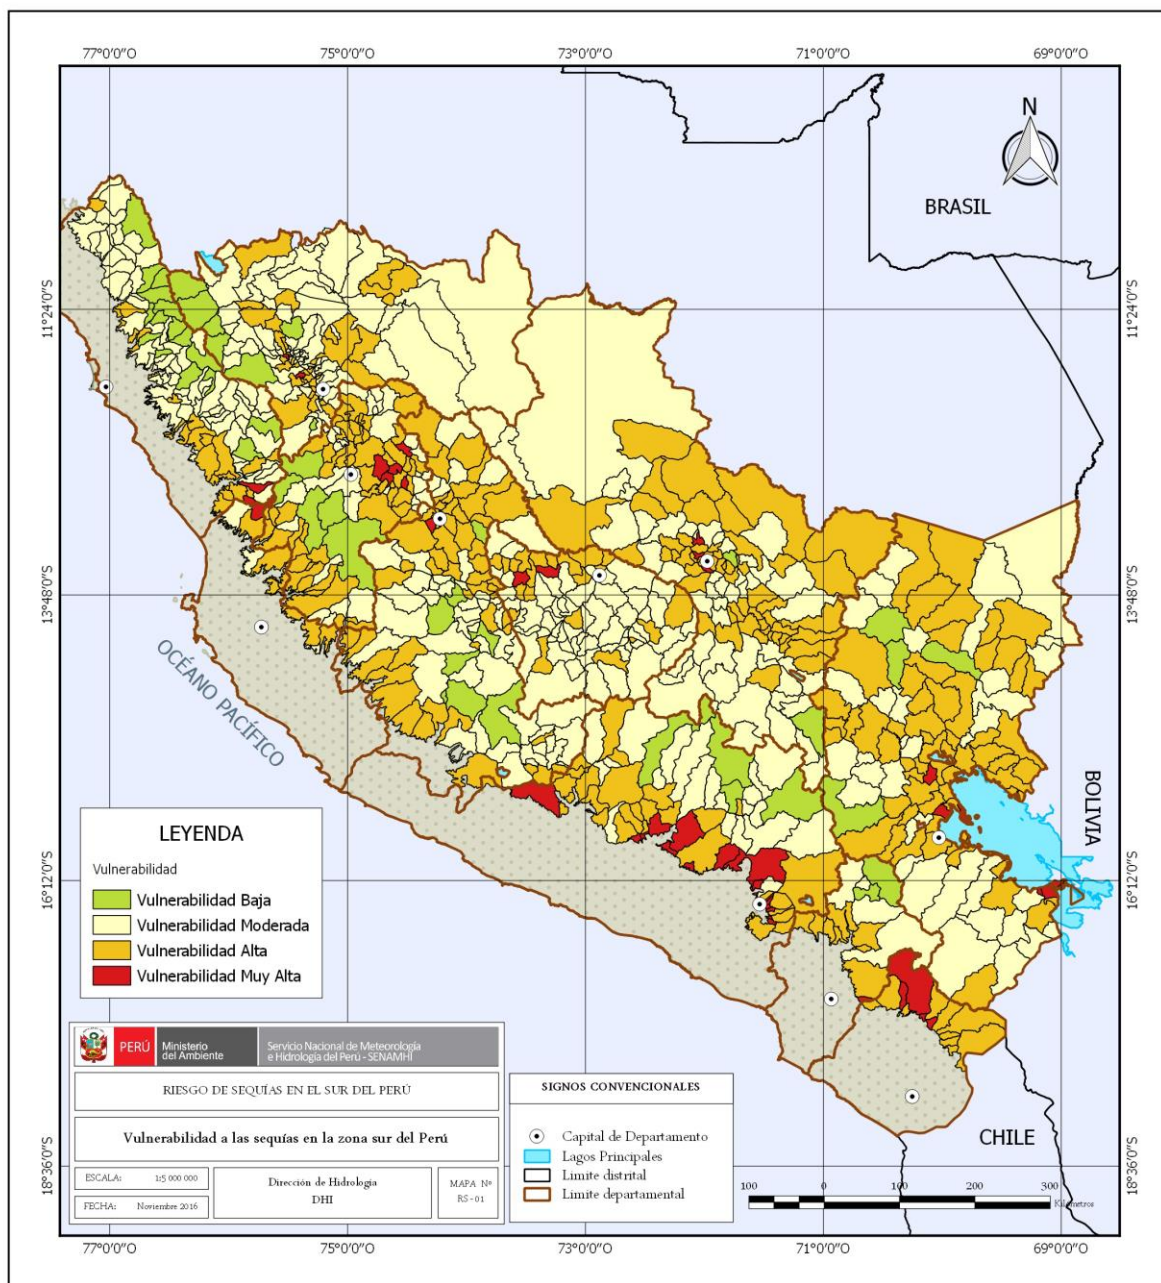 77°0'0"O 75°0'0"O 73°0'0"O 71°0'0"O 69°0'0"O
N
BRASIL
11°24'0"S 11°24'0"S
13°48'0"S 13°48'0"S
OCÉANO PACÍFICO
BOLIVIA
LEYENDA
Vulnerabilidad
Vulnerabilidad Baja
Vulnerabilidad Moderada
Vulnerabilidad Alta
Vulnerabilidad Muy Alta
16°12'0"S 16°12'0"S
PERÚ
Ministerio
del Ambiente
Servicio Nacional de Meteorología
e Hidrología del Perú - SENAMHI
RIESGO DE SEQUÍAS EN EL SUR DEL PERÚ
Vulnerabilidad a las sequías en la zona sur del Perú
ESCALA: 1:5 000 000
FECHA: Noviembre 2016
Dirección de Hidrología
DHI
MAPA Nº
RS - 01
SIGNOS CONVENCIONALES
Capital de Departamento
Lagos Principales
Limite distrital
Limite departamental
CHILE
18°36'0"S 18°36'0"S
100 0 100 200 300
Kilómetros
77°0'0"O 75°0'0"O 73°0'0"O 71°0'0"O 69°0'0"O